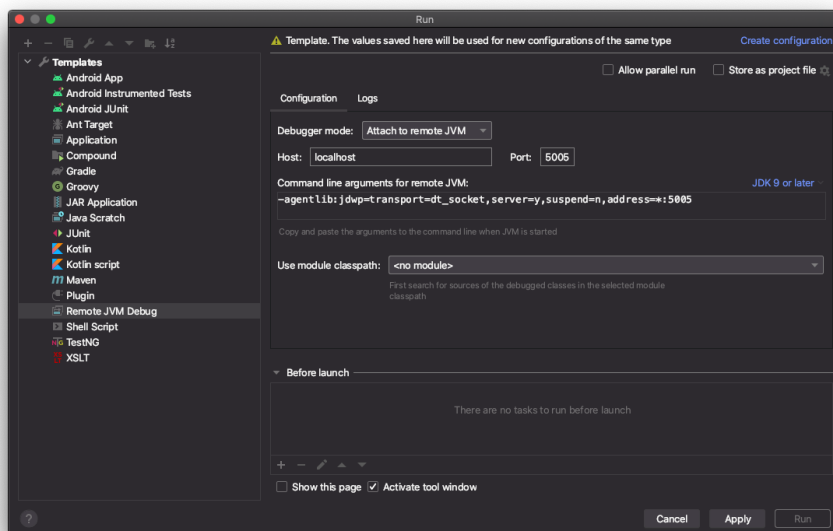 Run
Template. The values saved here will be used for new configurations of the same type
Create configuration
Templates
Android App
Android Instrumented Tests
Android JUnit
Ant Target
Application
Compound
Gradle
Groovy
JAR Application
Java Scratch
JUnit
Kotlin
Kotlin script
Maven
Plugin
Remote JVM Debug
Shell Script
TestNG
XSLT
Allow parallel run
Store as project file
Configuration
Logs
Debugger mode:
Attach to remote JVM
Host:
localhost
Port:
5005
Command line arguments for remote JVM:
JDK 9 or later
-agentlib:jdwp=transport=dt_socket,server=y,suspend=n,address=*:5005
Copy and paste the arguments to the command line when JVM is started
Use module classpath:
<no module>
First search for sources of the debugged classes in the selected module
classpath
Before launch
There are no tasks to run before launch
Show this page
Activate tool window
?
Cancel
Apply
Run